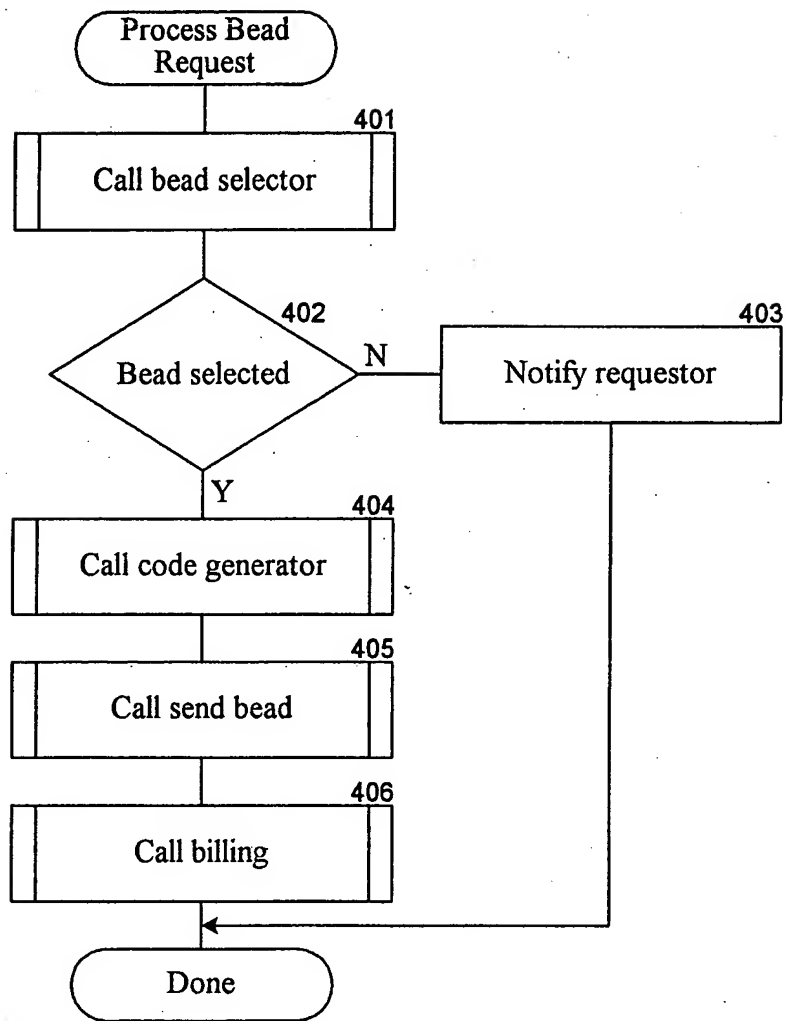 Process Bead
Request
401
Call bead selector
402
Bead selected
N
403
Notify requestor
Y
404
Call code generator
405
Call send bead
406
Call billing
Done